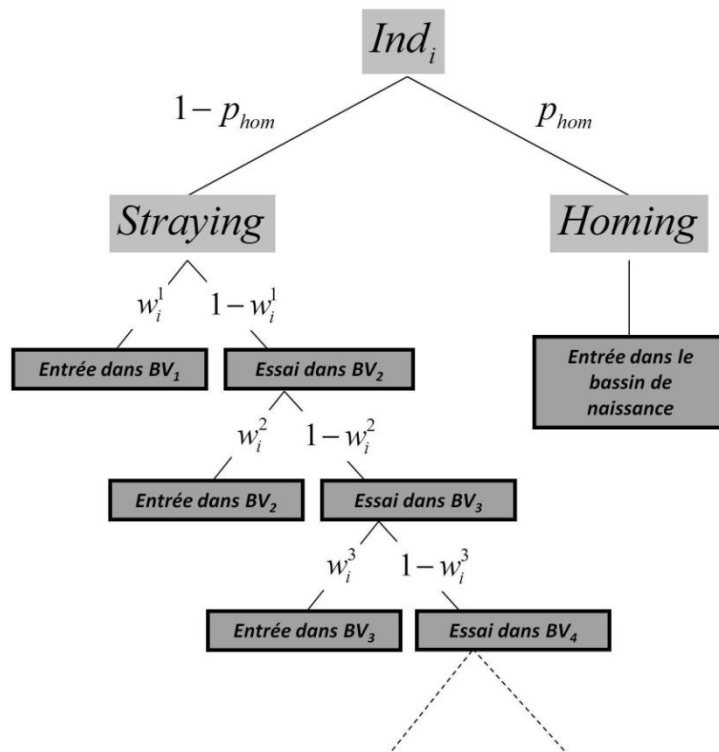 Ind_i
1 − p_hom
p_hom
Straying
Homing
w_i^1
1 − w_i^1
Entrée dans BV_1
Essai dans BV_2
Entrée dans le
bassin de
naissance
w_i^2
1 − w_i^2
Entrée dans BV_2
Essai dans BV_3
w_i^3
1 − w_i^3
Entrée dans BV_3
Essai dans BV_4